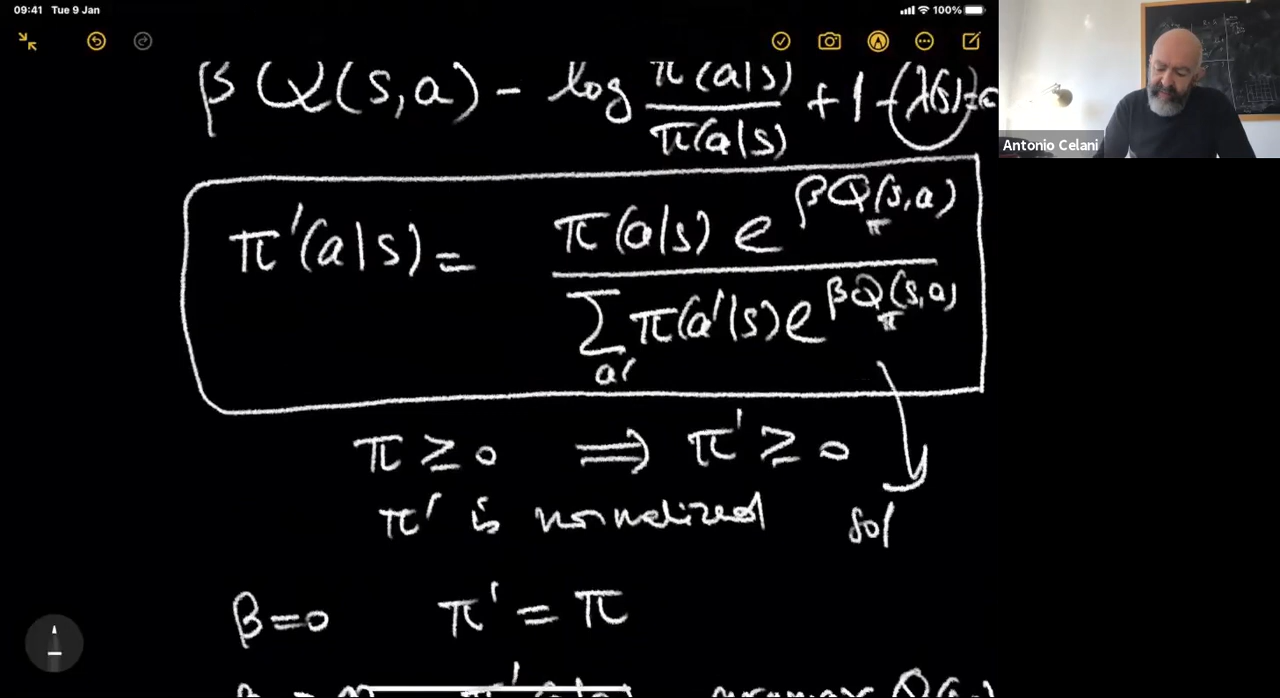 09:41 Tue 9 Jan
100%
β Q(s,a) - log π(a|s) / π(a|s) + 1 - λ(s) =
Antonio Celani
π'(a|s) = π(a|s) e^{βQ_π(s,a)} / Σ_{a'} π(a'|s) e^{βQ_π(s,a)}
π ≥ 0 ⟹ π' ≥ 0
π' is normalized sol
β=0 π' = π